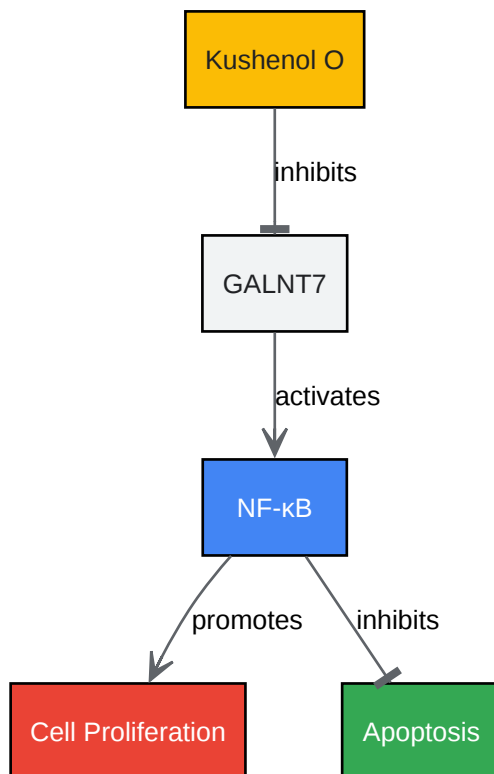 Kushenol O
inhibits
GALNT7
activates
NF-κB
promotes
inhibits
Cell Proliferation
Apoptosis